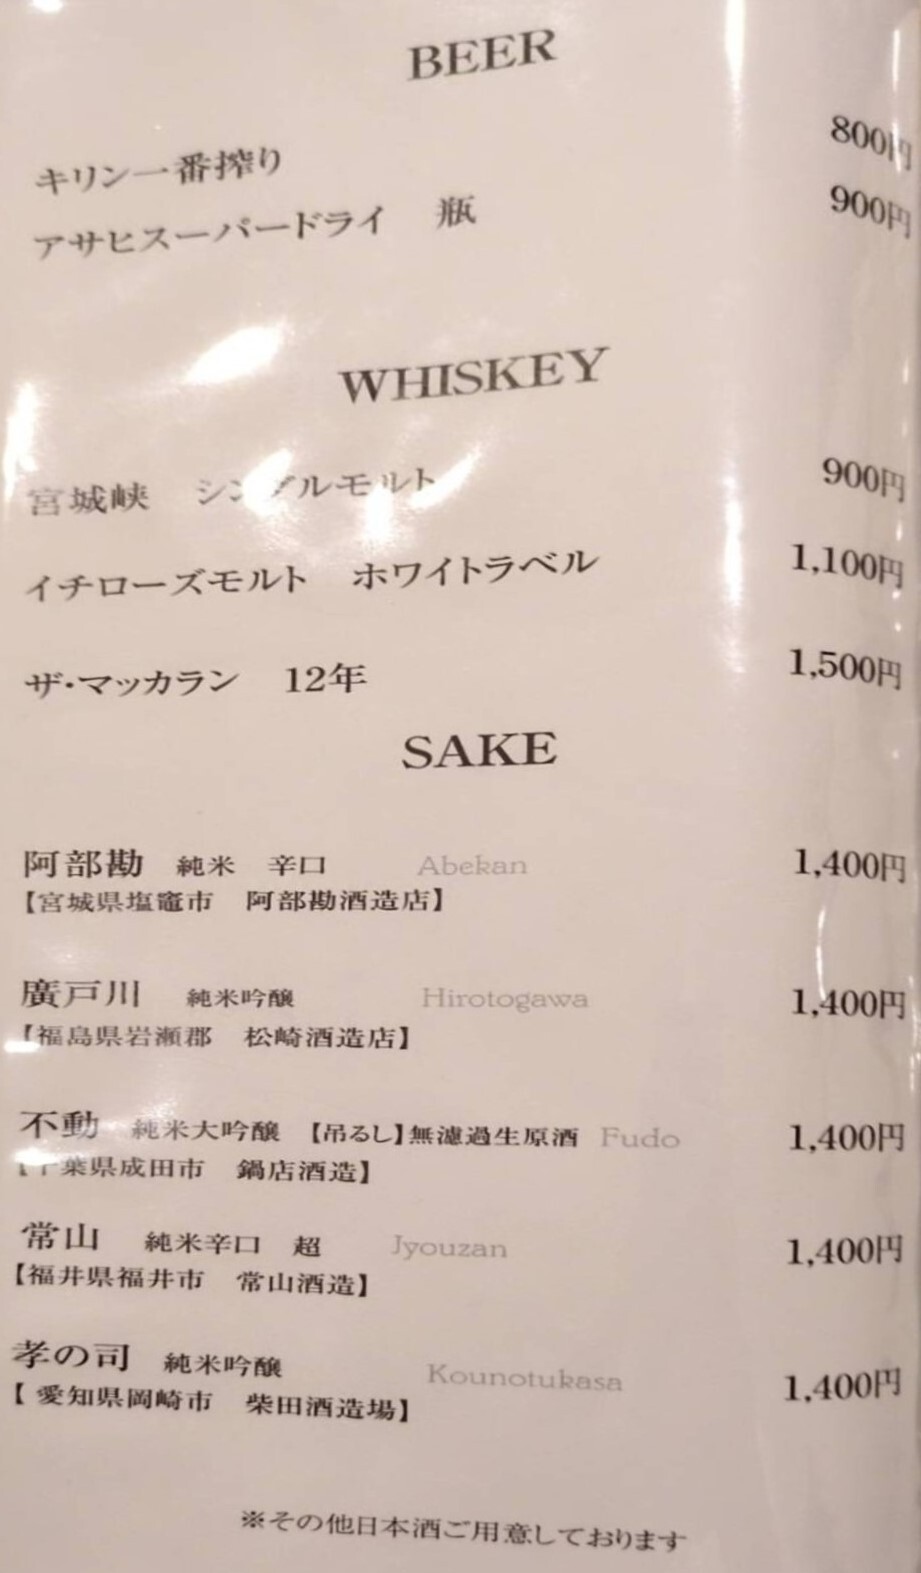 BEER
キリン一番搾り 800円
アサヒスーパードライ 瓶 900円
WHISKEY
宮城峡 シングルモルト 900円
イチローズモルト ホワイトラベル 1,100円
ザ・マッカラン 12年 1,500円
SAKE
阿部勘 純米 辛口 Abekan 1,400円
【宮城県塩竈市 阿部勘酒造店】
廣戸川 純米吟醸 Hirotogawa 1,400円
【福島県岩瀬郡 松崎酒造店】
不動 純米大吟醸 【吊るし】無濾過生原酒 Fudo 1,400円
【千葉県成田市 鍋店酒造】
常山 純米辛口 超 Jyouzan 1,400円
【福井県福井市 常山酒造】
孝の司 純米吟醸 Kounotukasa 1,400円
【 愛知県岡崎市 柴田酒造場】
※その他日本酒ご用意しております